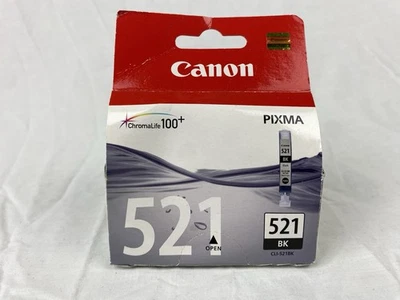 Canon
ChromaLife100+
PIXMA
521
BK
521
OPEN
521
BK
CLI-521BK